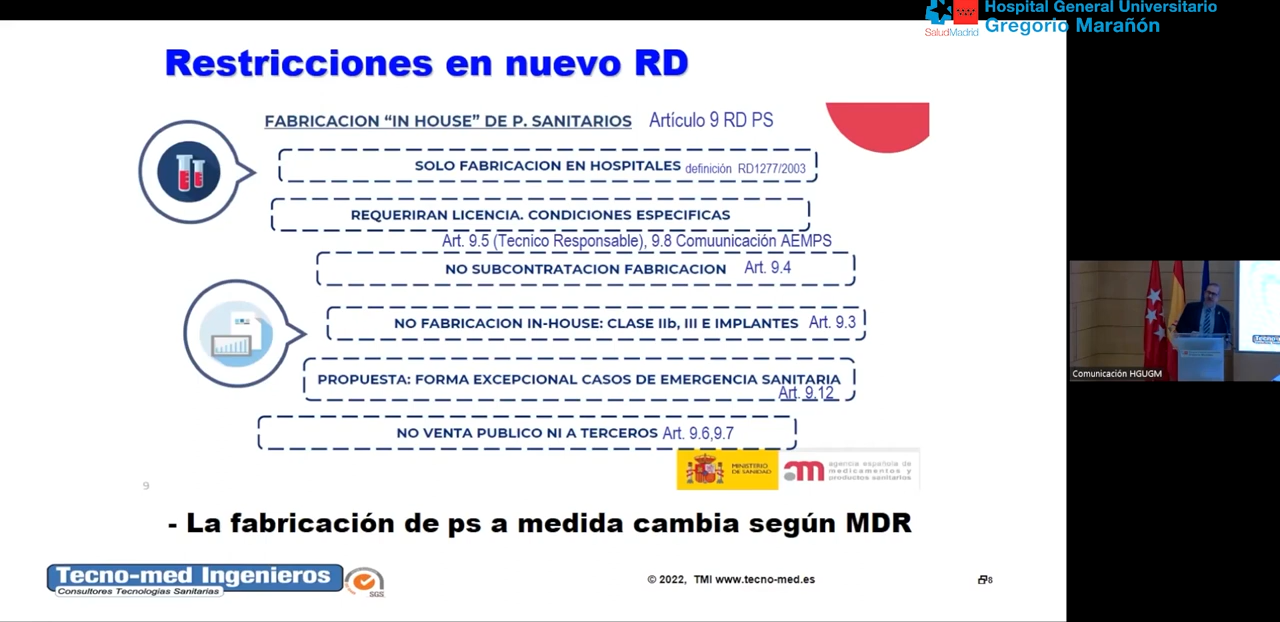 Hospital General Universitario
Gregorio Marañón
SaludMadrid
Restricciones en nuevo RD
FABRICACION “IN HOUSE” DE P. SANITARIOS Artículo 9 RD PS
SOLO FABRICACION EN HOSPITALES definición RD1277/2003
REQUERIRAN LICENCIA. CONDICIONES ESPECIFICAS
Art. 9.5 (Tecnico Responsable), 9.8 Comuunicación AEMPS
NO SUBCONTRATACION FABRICACION Art. 9.4
NO FABRICACION IN-HOUSE: CLASE IIb, III E IMPLANTES Art. 9.3
PROPUESTA: FORMA EXCEPCIONAL CASOS DE EMERGENCIA SANITARIA
Art. 9.12
NO VENTA PUBLICO NI A TERCEROS Art. 9.6,9.7
MINISTERIO
DE SANIDAD
am
agencia española de
medicamentos y
productos sanitarios
9
- La fabricación de ps a medida cambia según MDR
Tecno-med Ingenieros
Consultores Tecnologías Sanitarias
SGS
© 2022, TMI www.tecno-med.es
8
Comunicación HGUGM